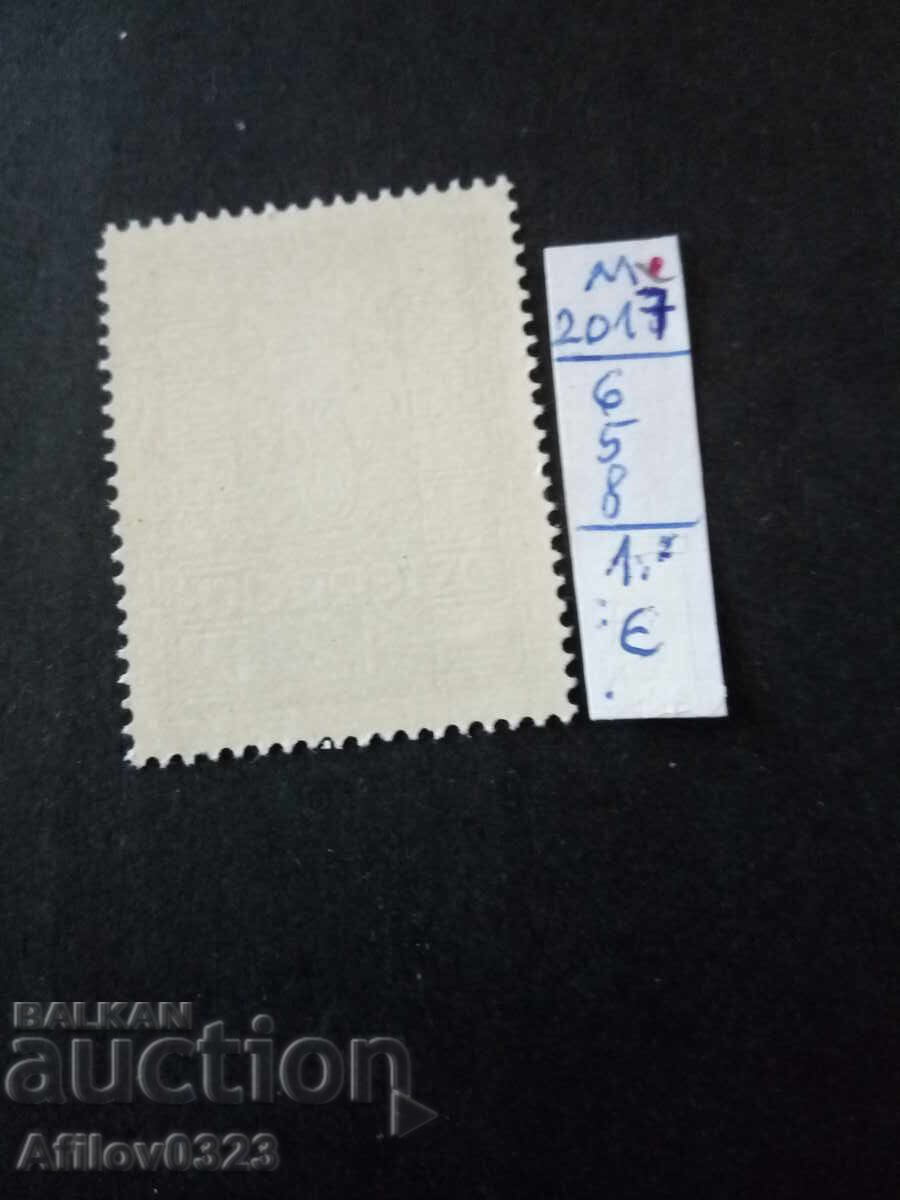 Mi
2017
6
5
8
1.-
€
BALKAN
auction
Afilov0323